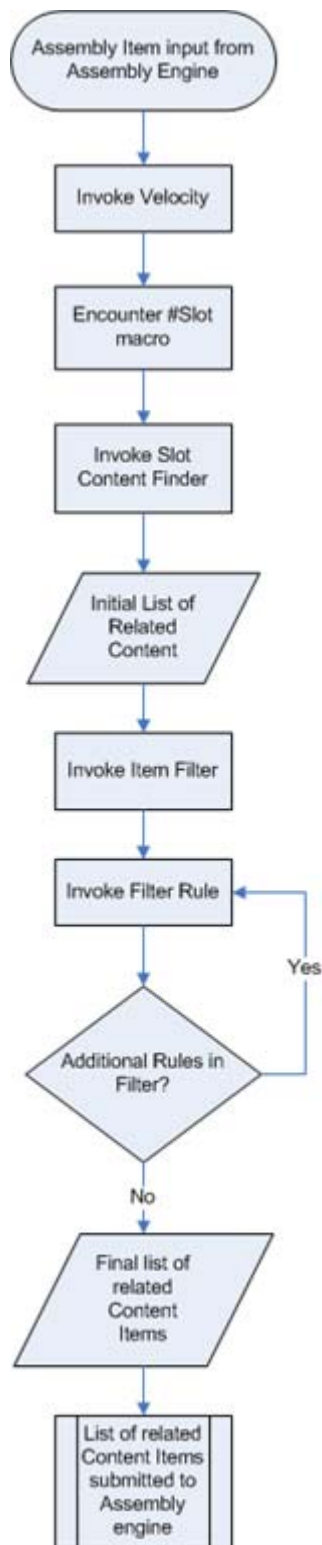 Assembly Item input from
Assembly Engine
Invoke Velocity
Encounter #Slot
macro
Invoke Slot
Content Finder
Initial List of
Related
Content
Invoke Item Filter
Invoke Filter Rule
Yes
Additional Rules in
Filter?
No
Final list of
related
Content
Items
List of related
Content Items
submitted to
Assembly
engine